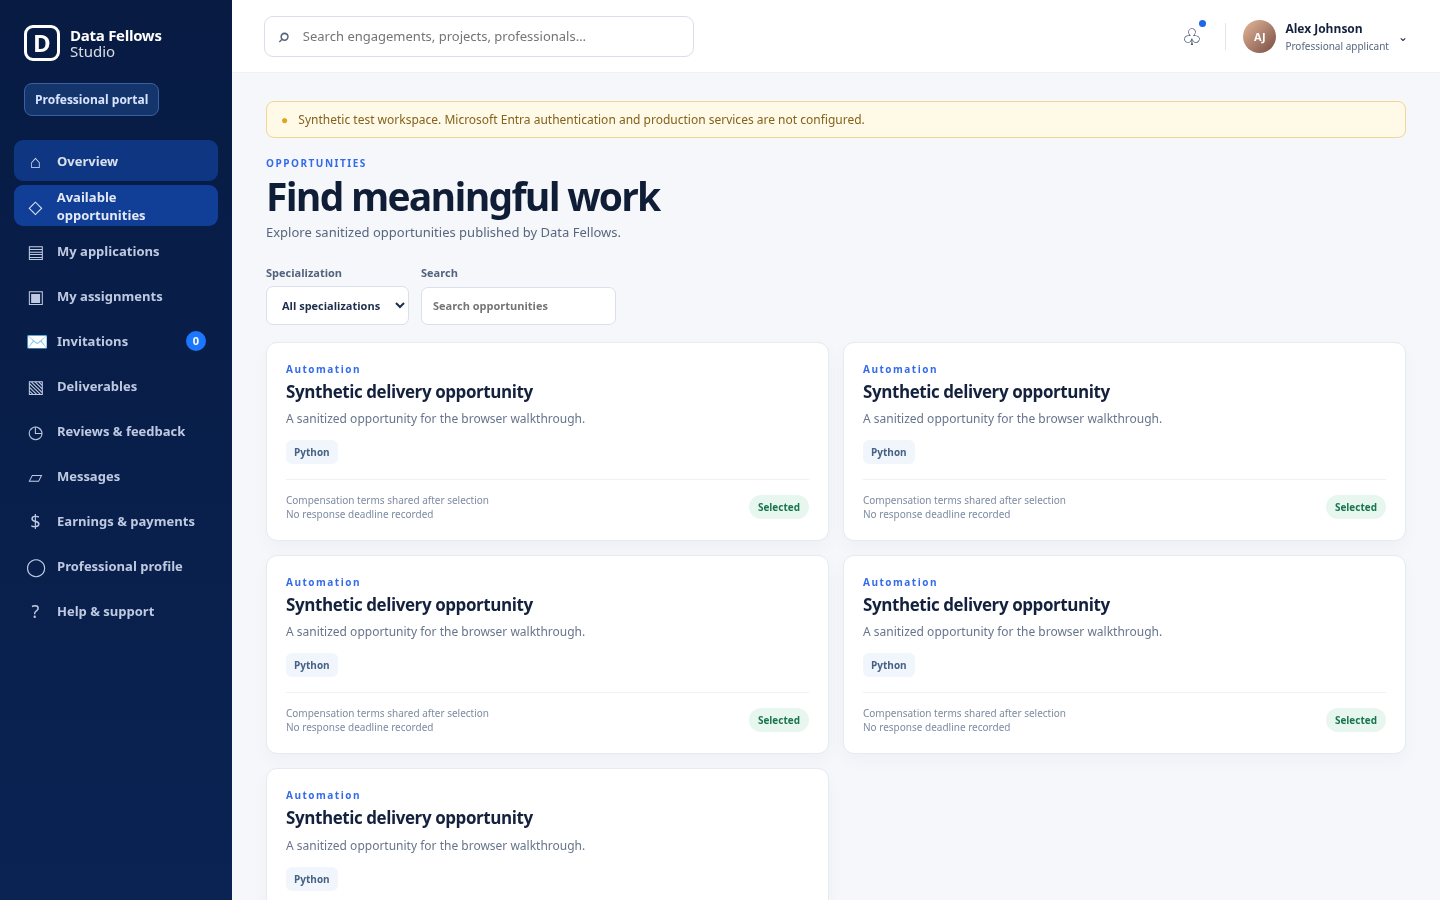 D
Data Fellows
Studio
Professional portal
Overview
Available
opportunities
My applications
My assignments
Invitations 0
Deliverables
Reviews & feedback
Messages
$ Earnings & payments
Professional profile
? Help & support
Search engagements, projects, professionals...
AJ
Alex Johnson
Professional applicant
Synthetic test workspace. Microsoft Entra authentication and production services are not configured.
OPPORTUNITIES
Find meaningful work
Explore sanitized opportunities published by Data Fellows.
Specialization
All specializations
Search
Search opportunities
Automation
Synthetic delivery opportunity
A sanitized opportunity for the browser walkthrough.
Python
Compensation terms shared after selection
No response deadline recorded
Selected
Automation
Synthetic delivery opportunity
A sanitized opportunity for the browser walkthrough.
Python
Compensation terms shared after selection
No response deadline recorded
Selected
Automation
Synthetic delivery opportunity
A sanitized opportunity for the browser walkthrough.
Python
Compensation terms shared after selection
No response deadline recorded
Selected
Automation
Synthetic delivery opportunity
A sanitized opportunity for the browser walkthrough.
Python
Compensation terms shared after selection
No response deadline recorded
Selected
Automation
Synthetic delivery opportunity
A sanitized opportunity for the browser walkthrough.
Python